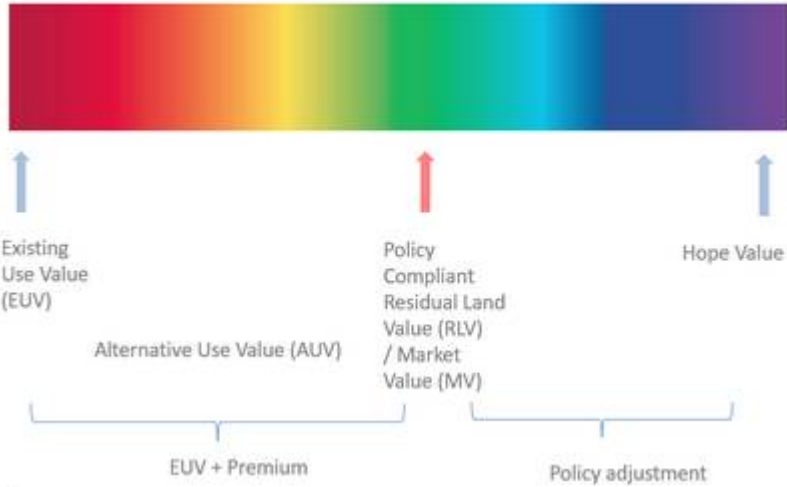 Existing
Use Value
(EUV)
Alternative Use Value (AUV)
Policy
Compliant
Residual Land
Value (RLV)
/ Market
Value (MV)
Hope Value
EUV + Premium
Policy adjustment